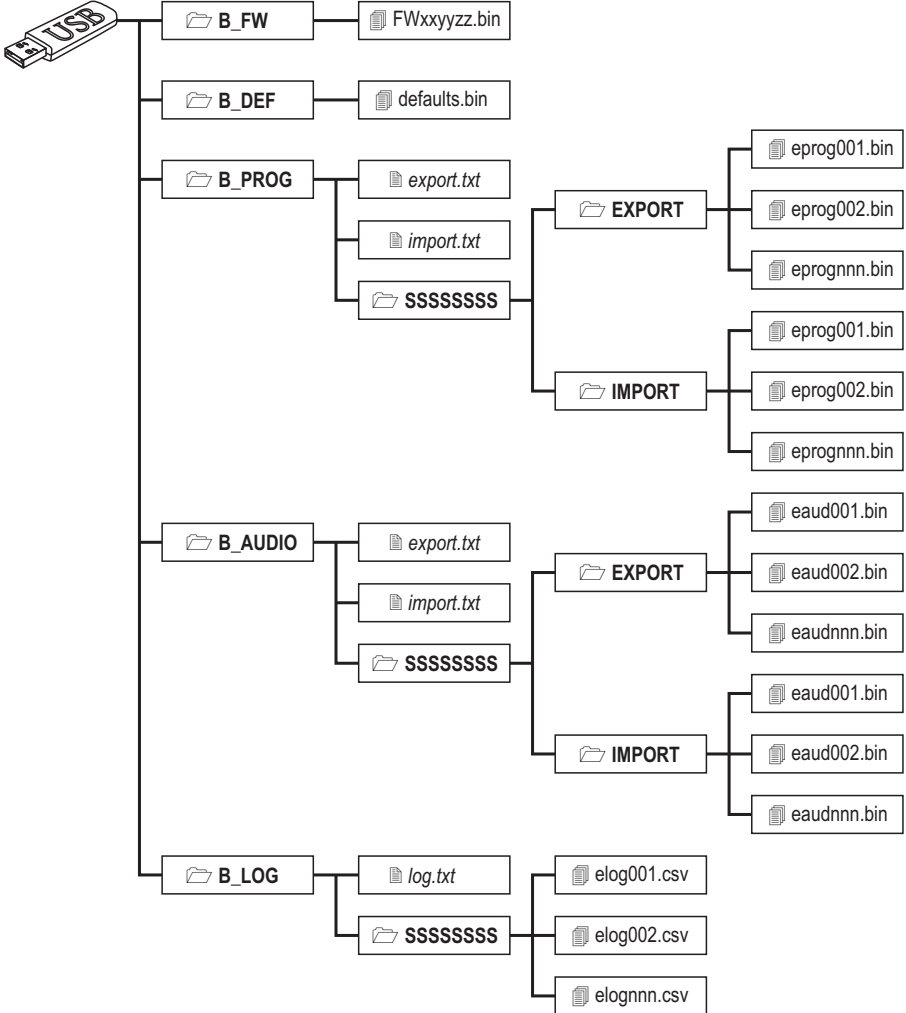 USB
B_FW
FWxxyyzz.bin
B_DEF
defaults.bin
B_PROG
export.txt
import.txt
SSSSSSSS
EXPORT
eprog001.bin
eprog002.bin
eprognnn.bin
IMPORT
eprog001.bin
eprog002.bin
eprognnn.bin
B_AUDIO
export.txt
import.txt
SSSSSSSS
EXPORT
eaud001.bin
eaud002.bin
eaudnnn.bin
IMPORT
eaud001.bin
eaud002.bin
eaudnnn.bin
B_LOG
log.txt
SSSSSSSS
elog001.csv
elog002.csv
elognnn.csv